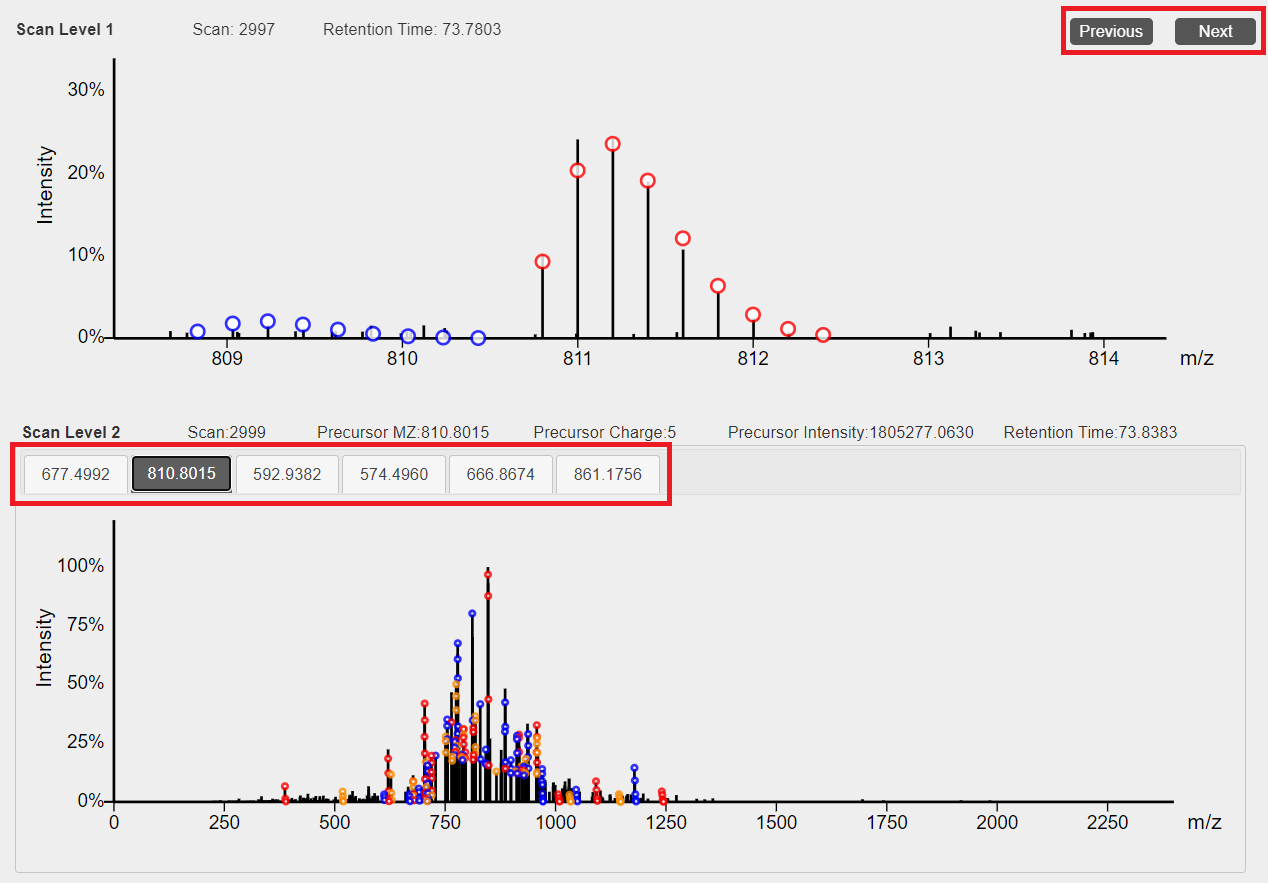 Scan Level 1 Scan: 2997 Retention Time: 73.7803 Previous Next
30%
20%
10%
0%
Intensity
809 810 811 812 813 814 m/z
Scan Level 2 Scan:2999 Precursor MZ:810.8015 Precursor Charge:5 Precursor Intensity:1805277.0630 Retention Time:73.8383
677.4992 810.8015 592.9382 574.4960 666.8674 861.1756
100%
75%
50%
25%
0%
Intensity
0 250 500 750 1000 1250 1500 1750 2000 2250 m/z